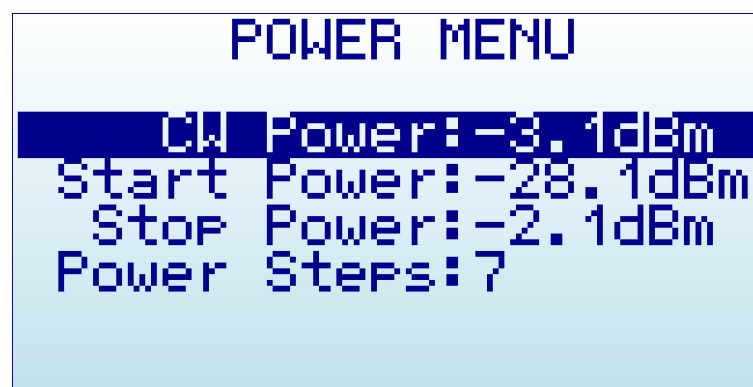 POWER MENU
CW Power:-3.1dBm
Start Power:-28.1dBm
Stop Power:-2.1dBm
Power Steps:7